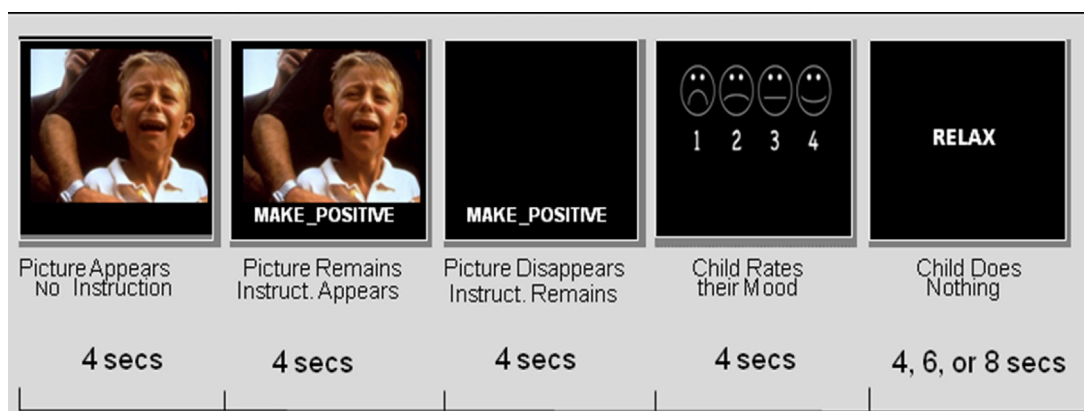 MAKE_POSITIVE
MAKE_POSITIVE
1 2 3 4
RELAX
Picture Appears
No Instruction
Picture Remains
Instruct. Appears
Picture Disappears
Instruct. Remains
Child Rates
their Mood
Child Does
Nothing
4 secs
4 secs
4 secs
4 secs
4, 6, or 8 secs